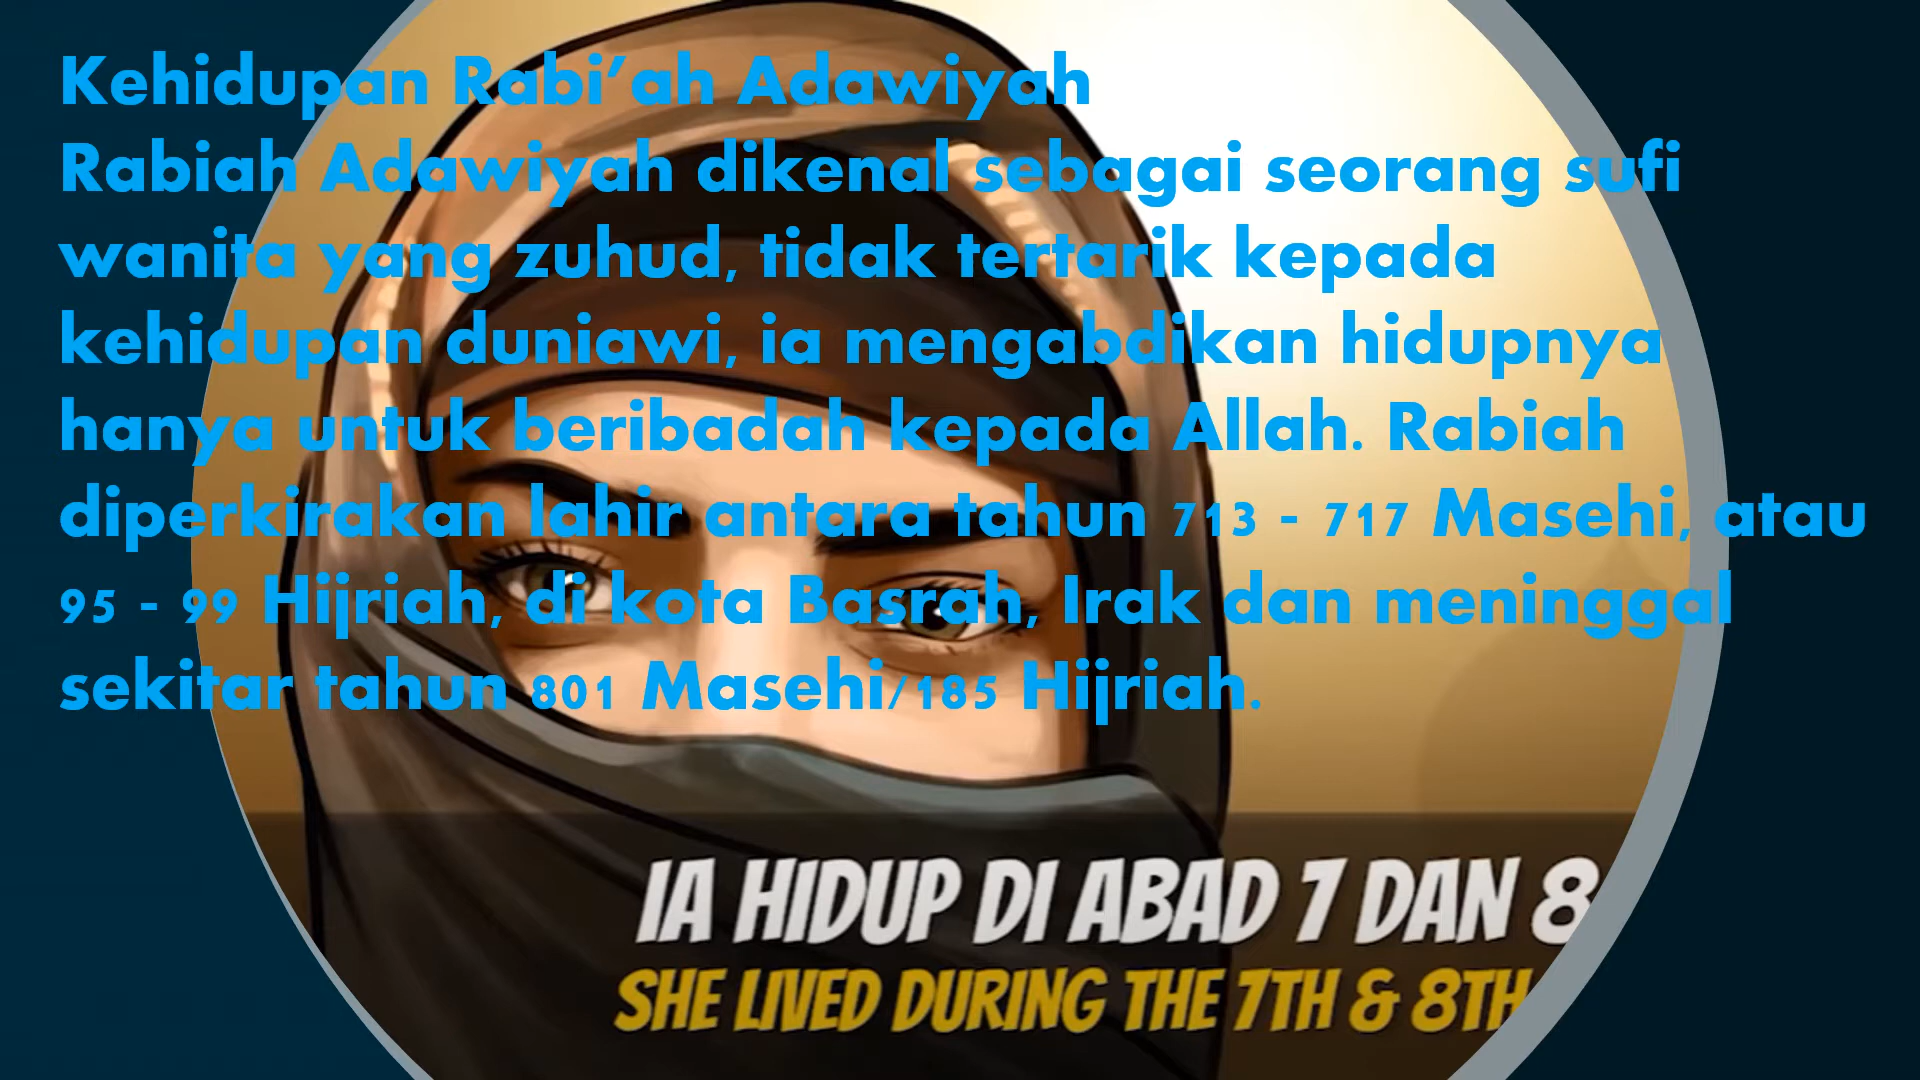 Kehidupan Rabi’ah Adawiyah
Rabiah Adawiyah dikenal sebagai seorang sufi
wanita yang zuhud, tidak tertarik kepada
kehidupan duniawi, ia mengabdikan hidupnya
hanya untuk beribadah kepada Allah. Rabiah
diperkirakan lahir antara tahun 713 - 717 Masehi, atau
95 - 99 Hijriah, di kota Basrah, Irak dan meninggal
sekitar tahun 801 Masehi/185 Hijriah.
IA HIDUP DI ABAD 7 DAN 8
SHE LIVED DURING THE 7TH & 8TH